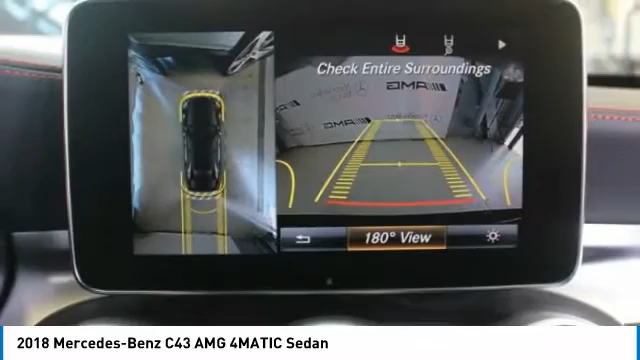 Check Entire Surroundings
AMG
AMG
180° View
2018 Mercedes-Benz C43 AMG 4MATIC Sedan